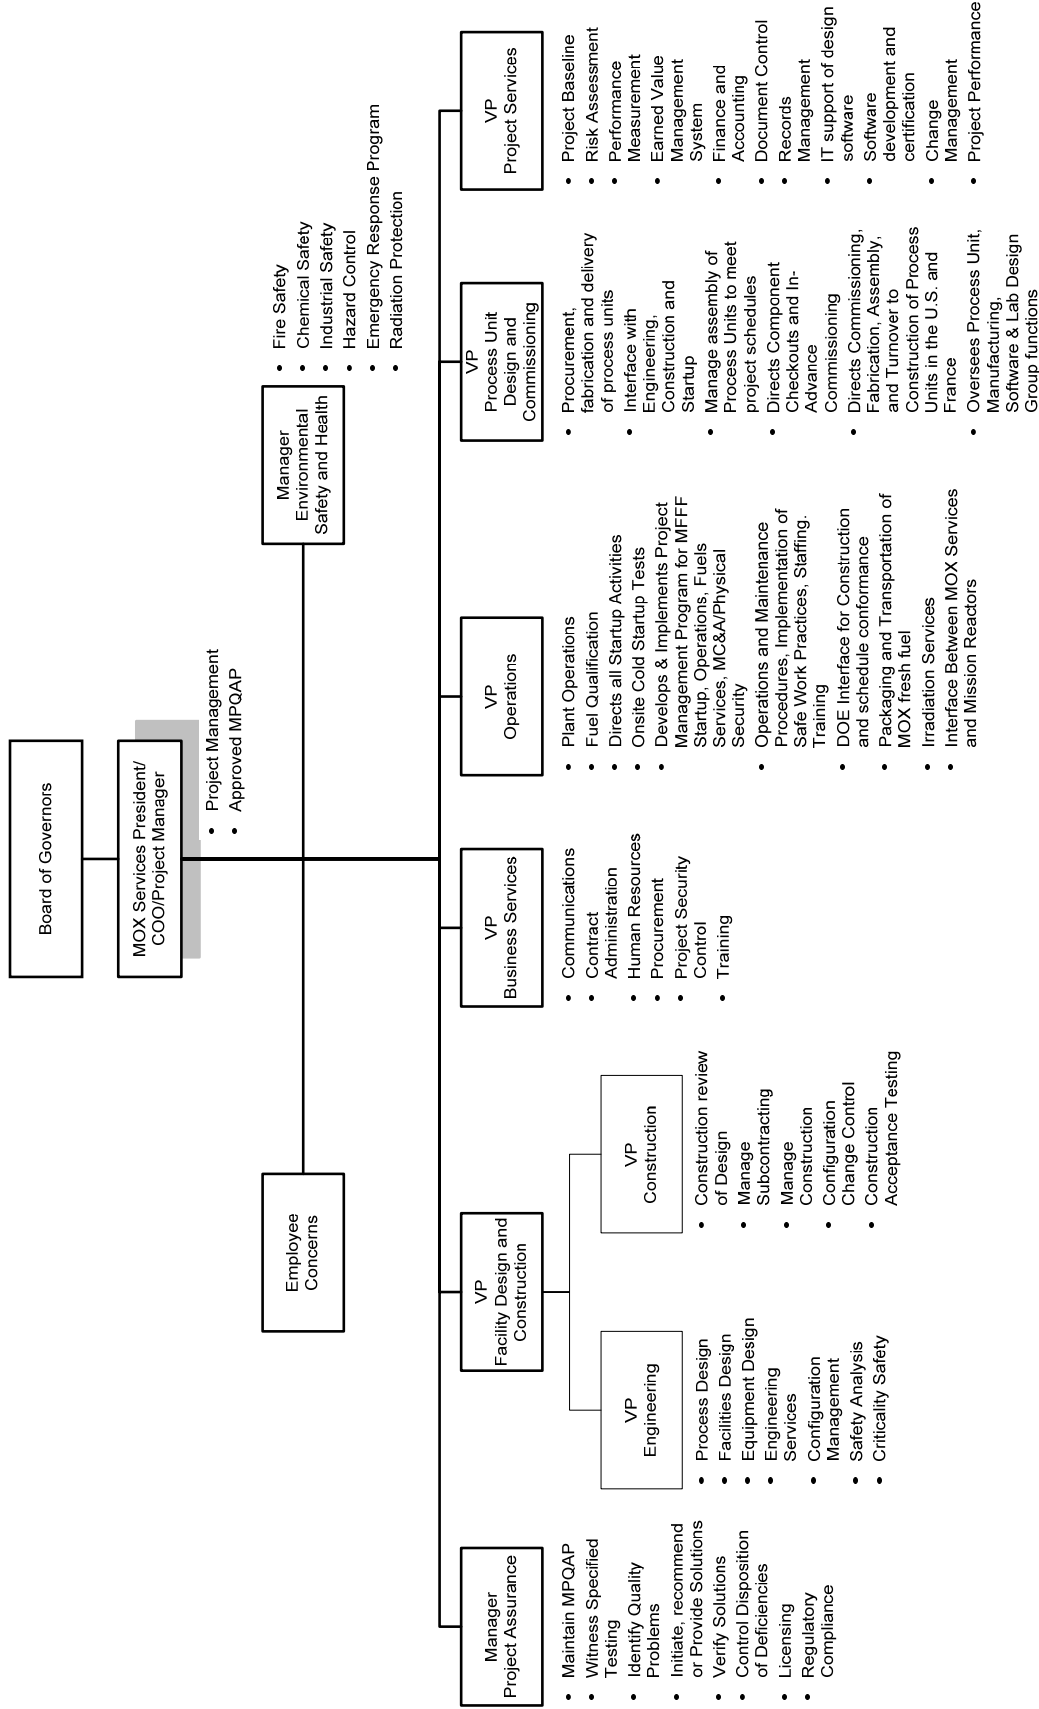 Board of Governors
MOX Services President/
COO/Project Manager
• Project Management
• Approved MPQAP
Employee
Concerns
Manager
Environmental
Safety and Health
• Fire Safety
• Chemical Safety
• Industrial Safety
• Hazard Control
• Emergency Response Program
• Radiation Protection
Manager
Project Assurance
• Maintain MPQAP
• Witness Specified
Testing
• Identify Quality
Problems
• Initiate, recommend
or Provide Solutions
• Verify Solutions
• Control Disposition
of Deficiencies
• Licensing
• Regulatory
Compliance
VP
Facility Design and
Construction
VP
Engineering
• Process Design
• Facilities Design
• Equipment Design
• Engineering
Services
• Configuration
Management
• Safety Analysis
• Criticality Safety
VP
Construction
• Construction review
of Design
• Manage
Subcontracting
• Manage
Construction
• Configuration
Change Control
• Construction
Acceptance Testing
VP
Business Services
• Communications
• Contract
Administration
• Human Resources
• Procurement
• Project Security
Control
• Training
VP
Operations
• Plant Operations
• Fuel Qualification
• Directs all Startup Activities
• Onsite Cold Startup Tests
• Develops & Implements Project
Management Program for MFFF
Startup, Operations, Fuels
Services, MC&A/Physical
Security
• Operations and Maintenance
Procedures, Implementation of
Safe Work Practices, Staffing.
Training
• DOE Interface for Construction
and schedule conformance
• Packaging and Transportation of
MOX fresh fuel
• Irradiation Services
• Interface Between MOX Services
and Mission Reactors
VP
Process Unit
Design and
Commissioning
• Procurement,
fabrication and delivery
of process units
• Interface with
Engineering,
Construction and
Startup
• Manage assembly of
Process Units to meet
project schedules
• Directs Component
Checkouts and In-
Advance
Commissioning
• Directs Commissioning,
Fabrication, Assembly,
and Turnover to
Construction of Process
Units in the U.S. and
France
• Oversees Process Unit,
Manufacturing,
Software & Lab Design
Group functions
VP
Project Services
• Project Baseline
• Risk Assessment
• Performance
Measurement
• Earned Value
Management
System
• Finance and
Accounting
• Document Control
• Records
Management
• IT support of design
software
• Software
development and
certification
• Change
Management
• Project Performance